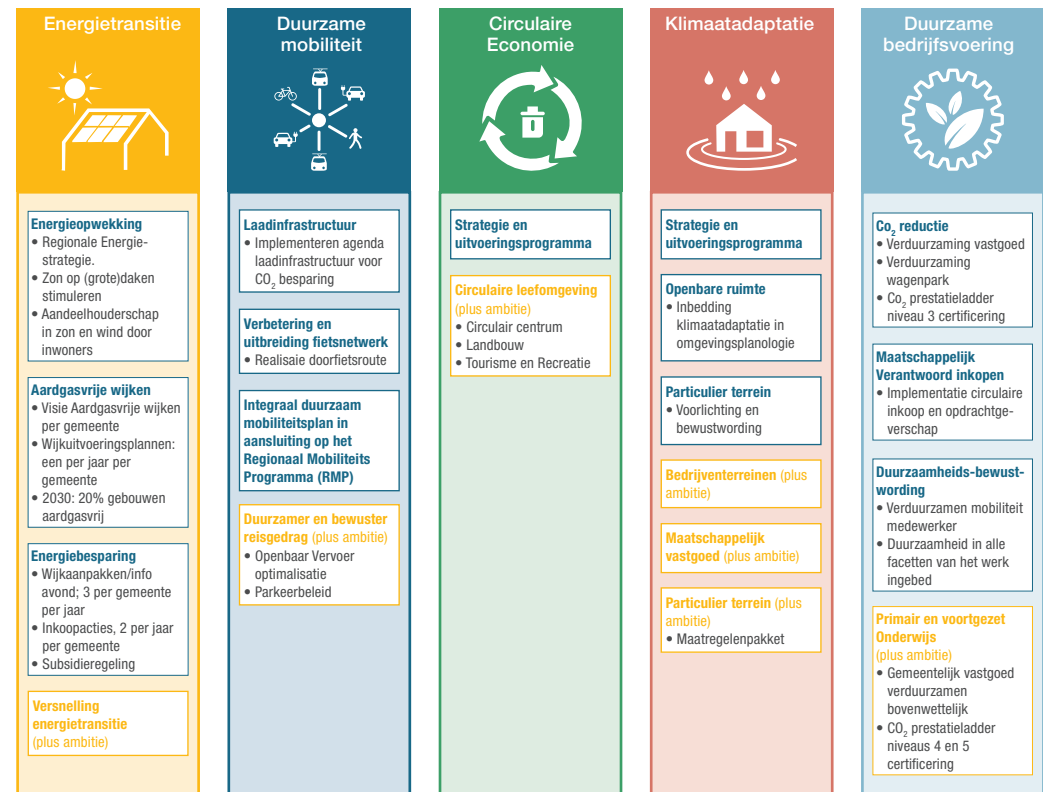 Energietransitie
Energieopwekking
• Regionale Energie-
strategie.
• Zon op (grote)daken
stimuleren
• Aandeelhouderschap
in zon en wind door
inwoners
Aardgasvrije wijken
• Visie Aardgasvrije wijken
per gemeente
• Wijkuitvoeringsplannen:
een per jaar per
gemeente
• 2030: 20% gebouwen
aardgasvrij
Energiebesparing
• Wijkaanpakken/info
avond; 3 per gemeente
per jaar
• Inkoopacties, 2 per jaar
per gemeente
• Subsidieregeling
Versnelling
energietransitie
(plus ambitie)
Duurzame
mobiliteit
Laadinfrastructuur
• Implementeren agenda
laadinfrastructuur voor
CO₂ besparing
Verbetering en
uitbreiding fietsnetwerk
• Realisaie doorfietsroute
Integraal duurzaam
mobiliteitsplan in
aansluiting op het
Regionaal Mobiliteits
Programma (RMP)
Duurzamer en bewuster
reisgedrag (plus ambitie)
• Openbaar Vervoer
optimalisatie
• Parkeerbeleid
Circulaire
Economie
Strategie en
uitvoeringsprogramma
Circulaire leefomgeving
(plus ambitie)
• Circulair centrum
• Landbouw
• Tourisme en Recreatie
Klimaatadaptatie
Strategie en
uitvoeringsprogramma
Openbare ruimte
• Inbedding
klimaatadaptatie in
omgevingsplanologie
Particulier terrein
• Voorlichting en
bewustwording
Bedrijventerreinen (plus
ambitie)
Maatschappelijk
vastgoed (plus ambitie)
Particulier terrein (plus
ambitie)
• Maatregelenpakket
Duurzame
bedrijfsvoering
Co₂ reductie
• Verduurzaming vastgoed
• Verduurzaming
wagenpark
• Co₂ prestatieladder
niveau 3 certificering
Maatschappelijk
Verantwoord inkopen
• Implementatie circulaire
inkoop en opdrachtge-
verschap
Duurzaamheids-bewust-
wording
• Verduurzamen mobiliteit
medewerker
• Duurzaamheid in alle
facetten van het werk
ingebed
Primair en voortgezet
Onderwijs
(plus ambitie)
• Gemeentelijk vastgoed
verduurzamen
bovenwettelijk
• CO₂ prestatieladder
niveaus 4 en 5
certificering